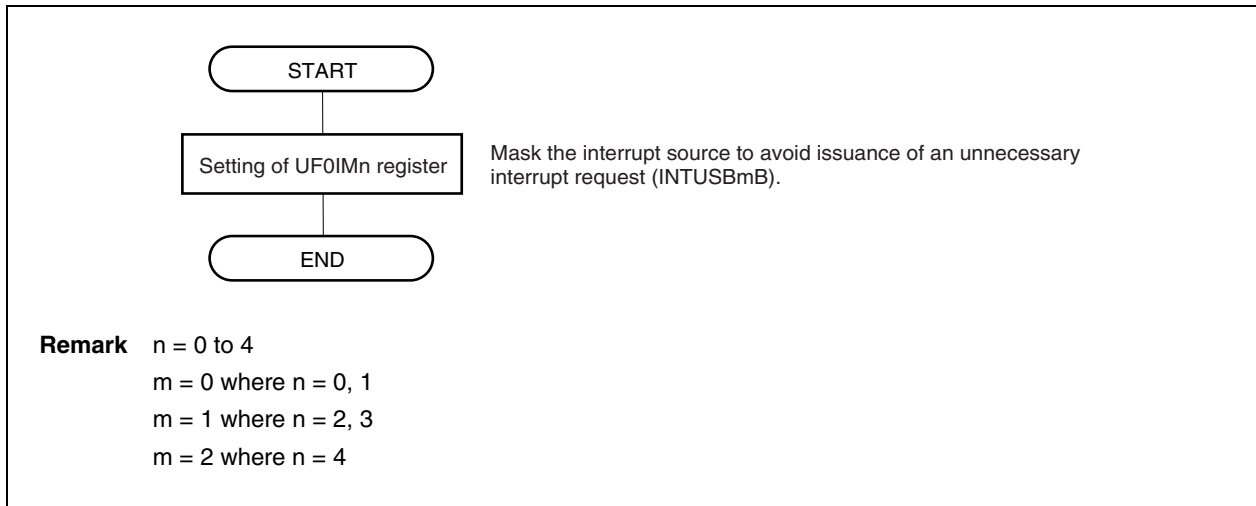 START
Setting of UF0IMn register
Mask the interrupt source to avoid issuance of an unnecessary
interrupt request (INTUSBmB).
END
Remark n = 0 to 4
m = 0 where n = 0, 1
m = 1 where n = 2, 3
m = 2 where n = 4